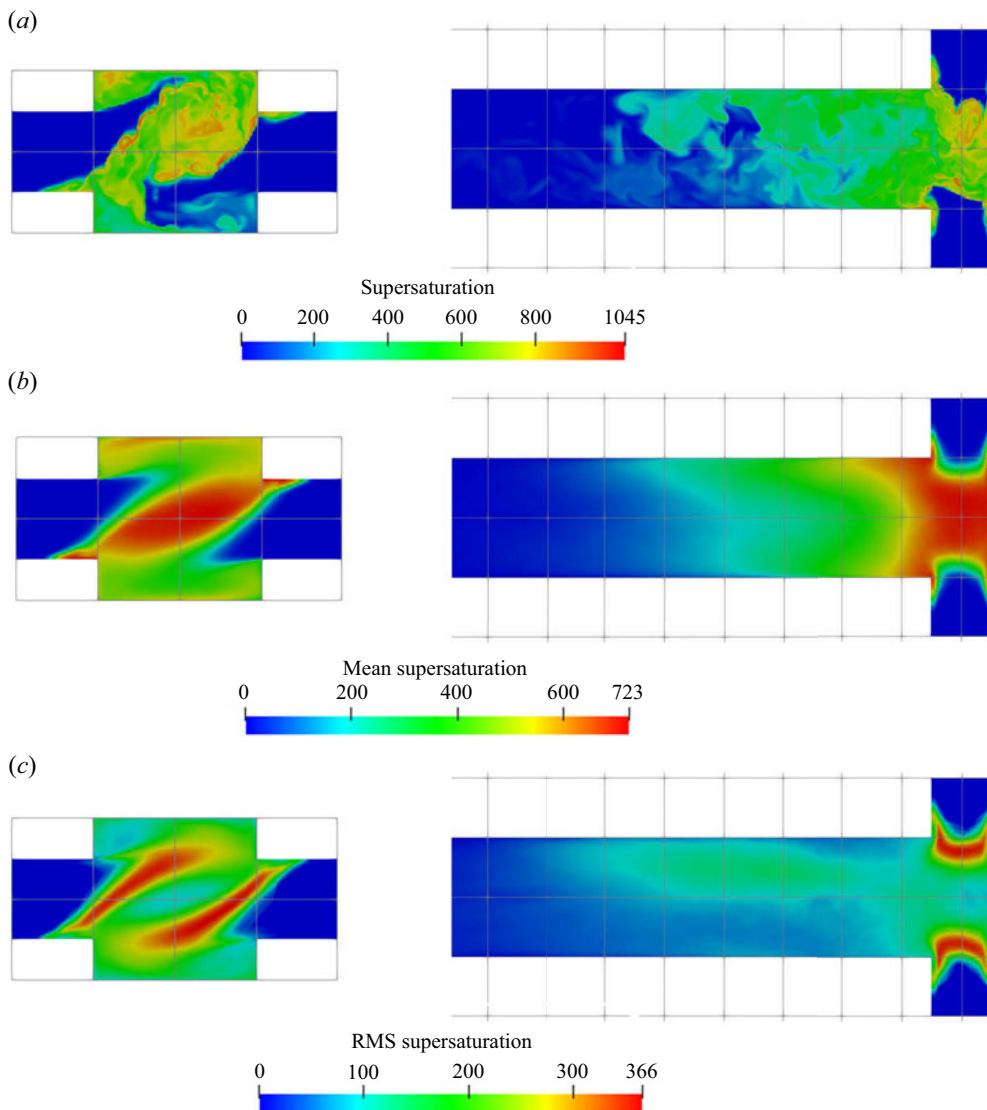 (a)
Supersaturation
0 200 400 600 800 1045
(b)
Mean supersaturation
0 200 400 600 723
(c)
RMS supersaturation
0 100 200 300 366